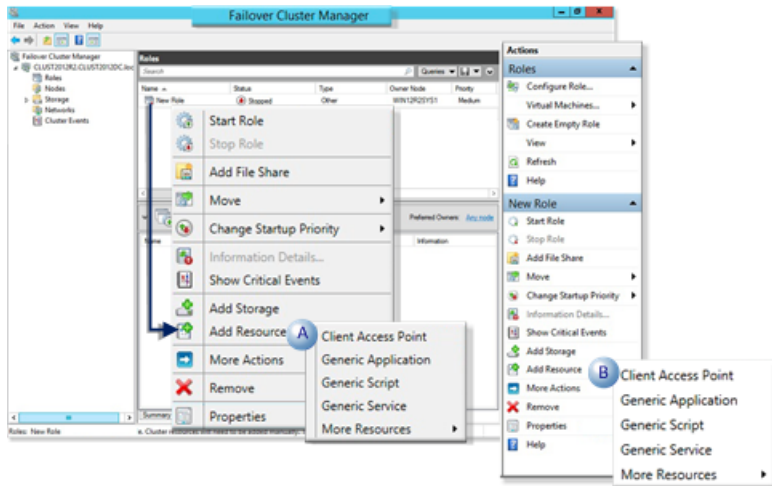 Failover Cluster Manager
File Action View Help
Failover Cluster Manager
CLUST2012R2.CLUST2012DC.loc
Roles
Nodes
Storage
Networks
Cluster Events
Roles
Search
Queries
Name Status Type Owner Node Priority
New Role Stopped Other WIN12R2SYS1 Medium
Start Role
Stop Role
Add File Share
Move
Change Startup Priority
Information Details...
Show Critical Events
Add Storage
Add Resource
More Actions
Remove
Properties
A
Client Access Point
Generic Application
Generic Script
Generic Service
More Resources
Preferred Owners: Any node
Name
Information
Summary
Roles: New Role
Actions
Roles
Configure Role...
Virtual Machines...
Create Empty Role
View
Refresh
Help
New Role
Start Role
Stop Role
Add File Share
Move
Change Startup Priority
Information Details...
Show Critical Events
Add Storage
Add Resource
More Actions
Remove
Properties
Help
B
Client Access Point
Generic Application
Generic Script
Generic Service
More Resources